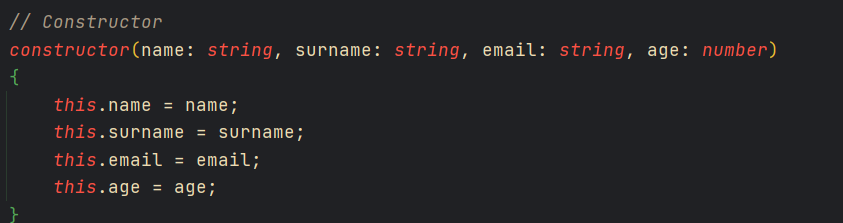 // Constructor
constructor(name: string, surname: string, email: string, age: number)
{
    this.name = name;
    this.surname = surname;
    this.email = email;
    this.age = age;
}